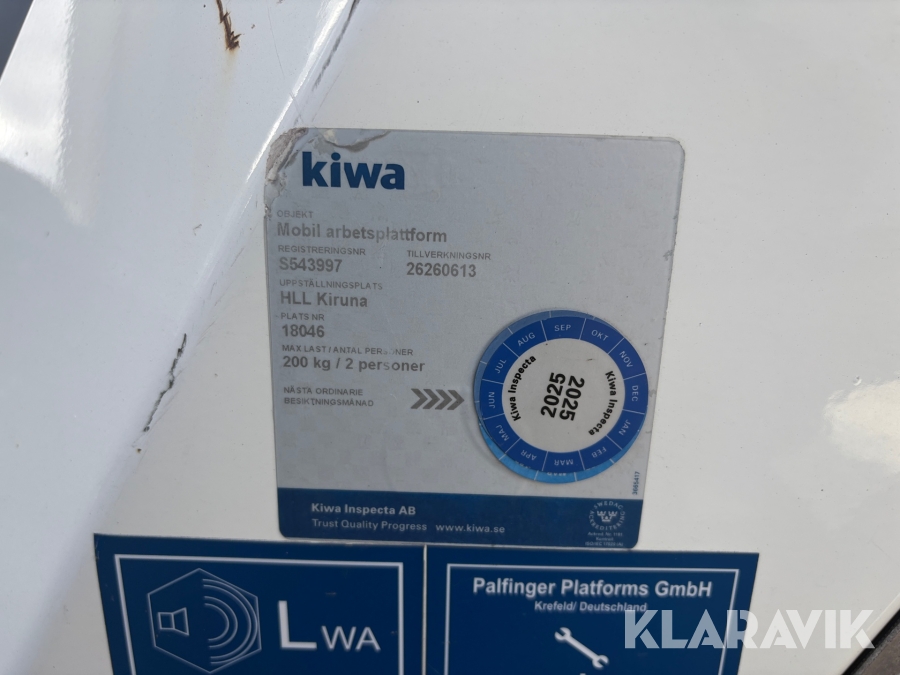 kiwa
OBJEKT
Mobil arbetsplattform
REGISTRERINGSNR TILLVERKNINGSNR
S543997 26260613
UPPSTÄLLNINGSPLATS
HLL Kiruna
PLATS NR
18046
MAX LAST / ANTAL PERSONER
200 kg / 2 personer
NÄSTA ORDINARIE
BESIKTNINGSMÅNAD
JAN FEB MAR APR MAJ JUN JUL AUG SEP OKT NOV DEC
Kiwa Inspecta
2025
2025
Kiwa Inspecta
Kiwa Inspecta AB
Trust Quality Progress www.kiwa.se
SWEDAC
LWA
Palfinger Platforms GmbH
Krefeld/ Deutschland
KLARAVIK